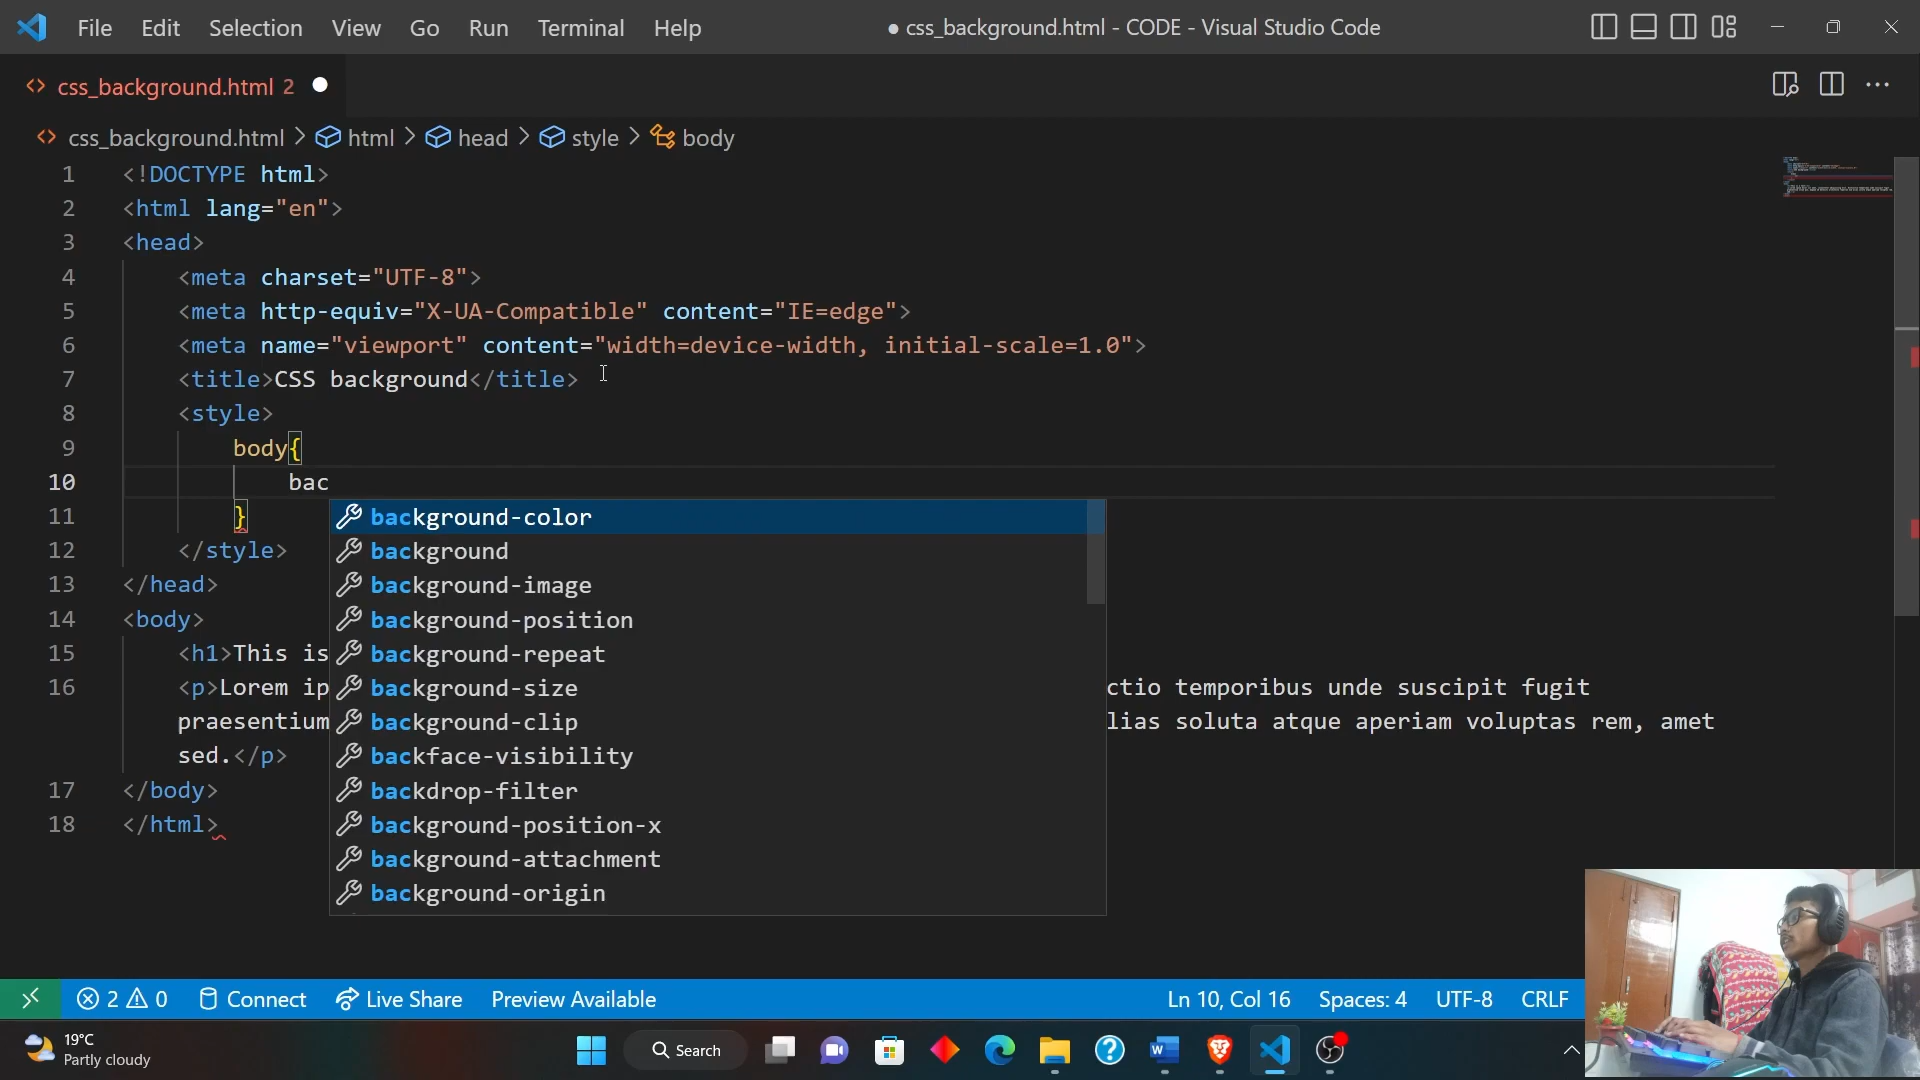 File Edit Selection View Go Run Terminal Help ● css_background.html - CODE - Visual Studio Code
<> css_background.html 2 ●
<> css_background.html > html > head > style > body
1 <!DOCTYPE html>
2 <html lang="en">
3 <head>
4 <meta charset="UTF-8">
5 <meta http-equiv="X-UA-Compatible" content="IE=edge">
6 <meta name="viewport" content="width=device-width, initial-scale=1.0">
7 <title>CSS background</title>
8 <style>
9 body{
10 bac
11 }
background-color
background
background-image
background-position
background-repeat
background-size
background-clip
backface-visibility
backdrop-filter
background-position-x
background-attachment
background-origin
12 </style>
13 </head>
14 <body>
15 <h1>This is
16 <p>Lorem ip ctio temporibus unde suscipit fugit
praesentium lias soluta atque aperiam voluptas rem, amet
sed.</p>
17 </body>
18 </html>
2 0 Connect Live Share Preview Available Ln 10, Col 16 Spaces: 4 UTF-8 CRLF
19°C
Partly cloudy
Search